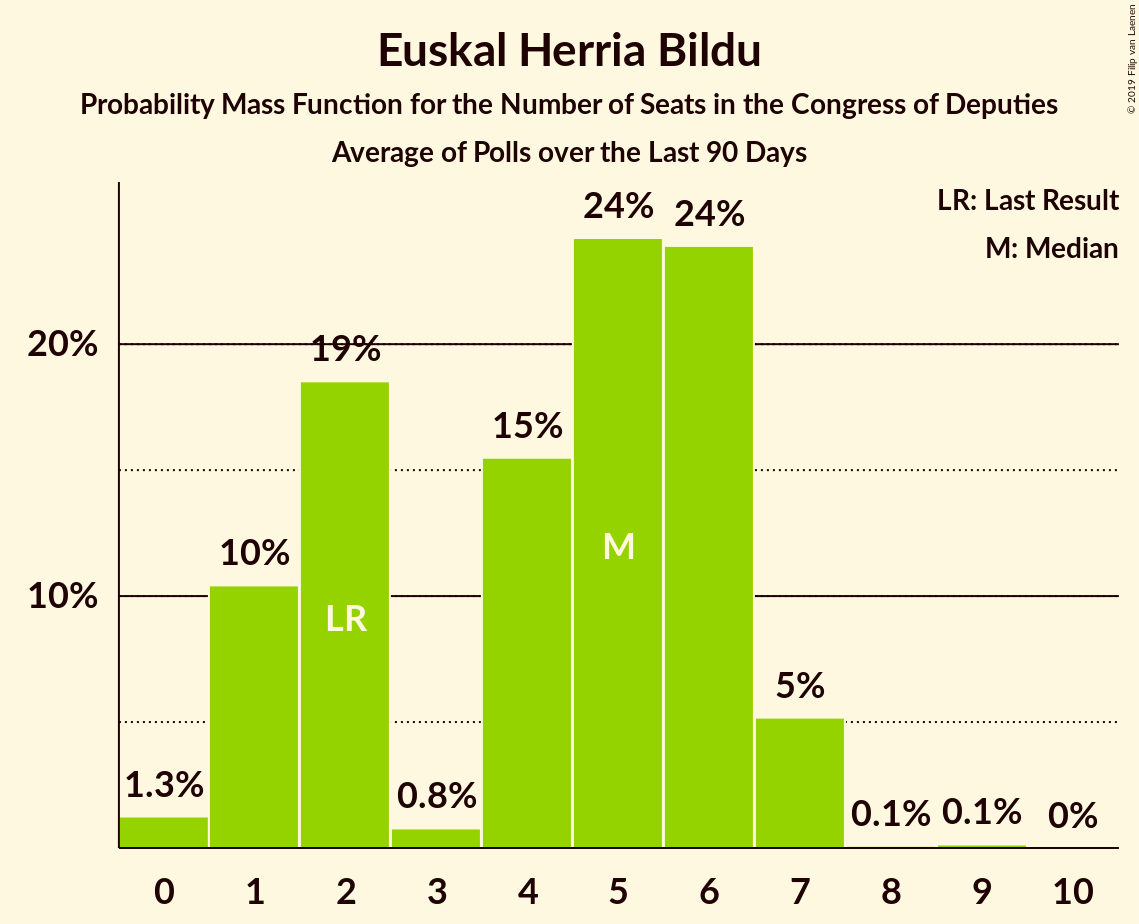 Euskal Herria Bildu
Probability Mass Function for the Number of Seats in the Congress of Deputies
Average of Polls over the Last 90 Days
© 2019 Filip van Laenen
LR: Last Result
M: Median
24%
24%
20%
19%
15%
10%
10%
M
LR
5%
1.3%
0.8%
0.1%
0.1%
0%
0 1 2 3 4 5 6 7 8 9 10